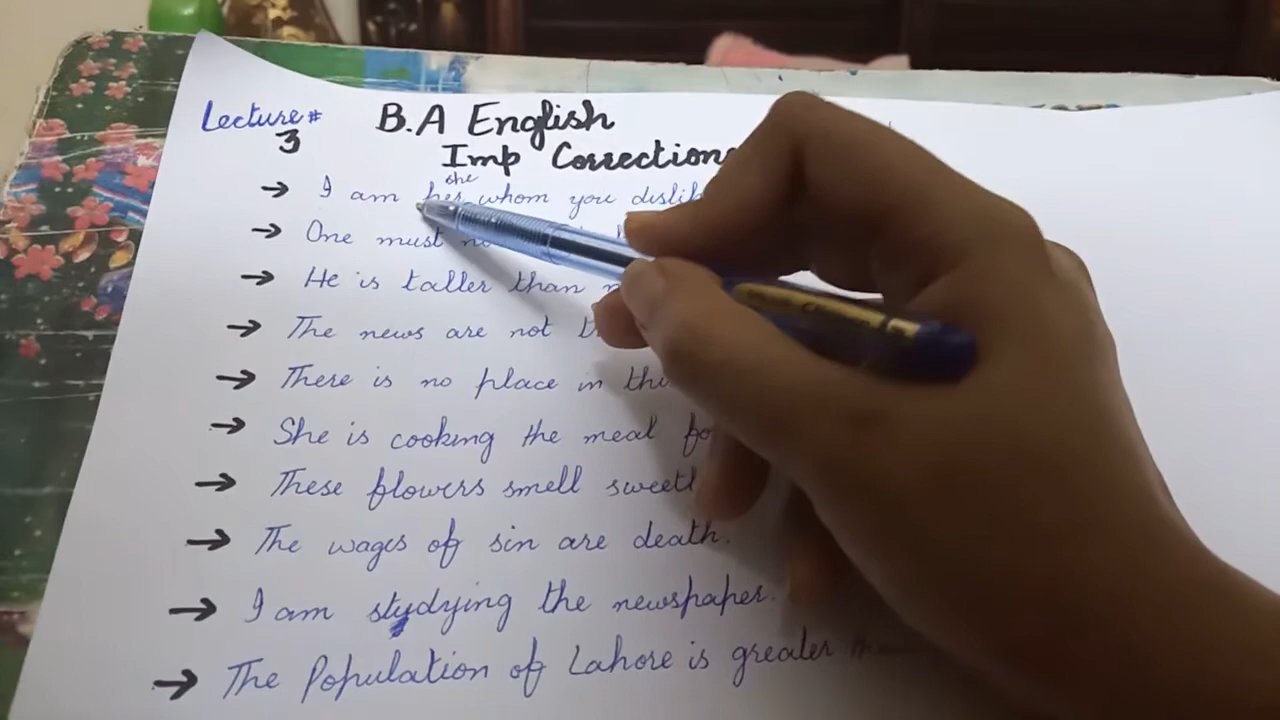 Lecture# B.A English
3
Imp Corrections
she
→ I am her whom you
→ One must
→ He is taller than
→ The news are not
→ There is no place in
→ She is cooking the meal
→ These flowers smell
→ The wages of sin are death.
→ I am studying the newspaper.
→ The Population of Lahore is greater